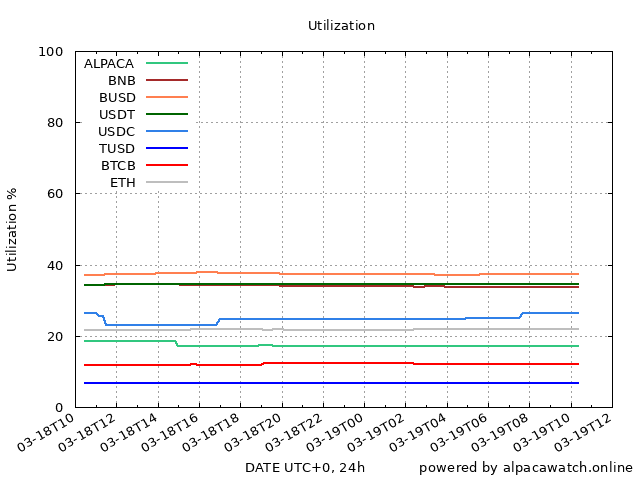 Utilization
100
80
60
40
20
0
Utilization %
ALPACA
BNB
BUSD
USDT
USDC
TUSD
BTCB
ETH
03-18T10
03-18T12
03-18T14
03-18T16
03-18T18
03-18T20
03-18T22
03-19T00
03-19T02
03-19T04
03-19T06
03-19T08
03-19T10
03-19T12
DATE UTC+0, 24h
powered by alpacawatch.online